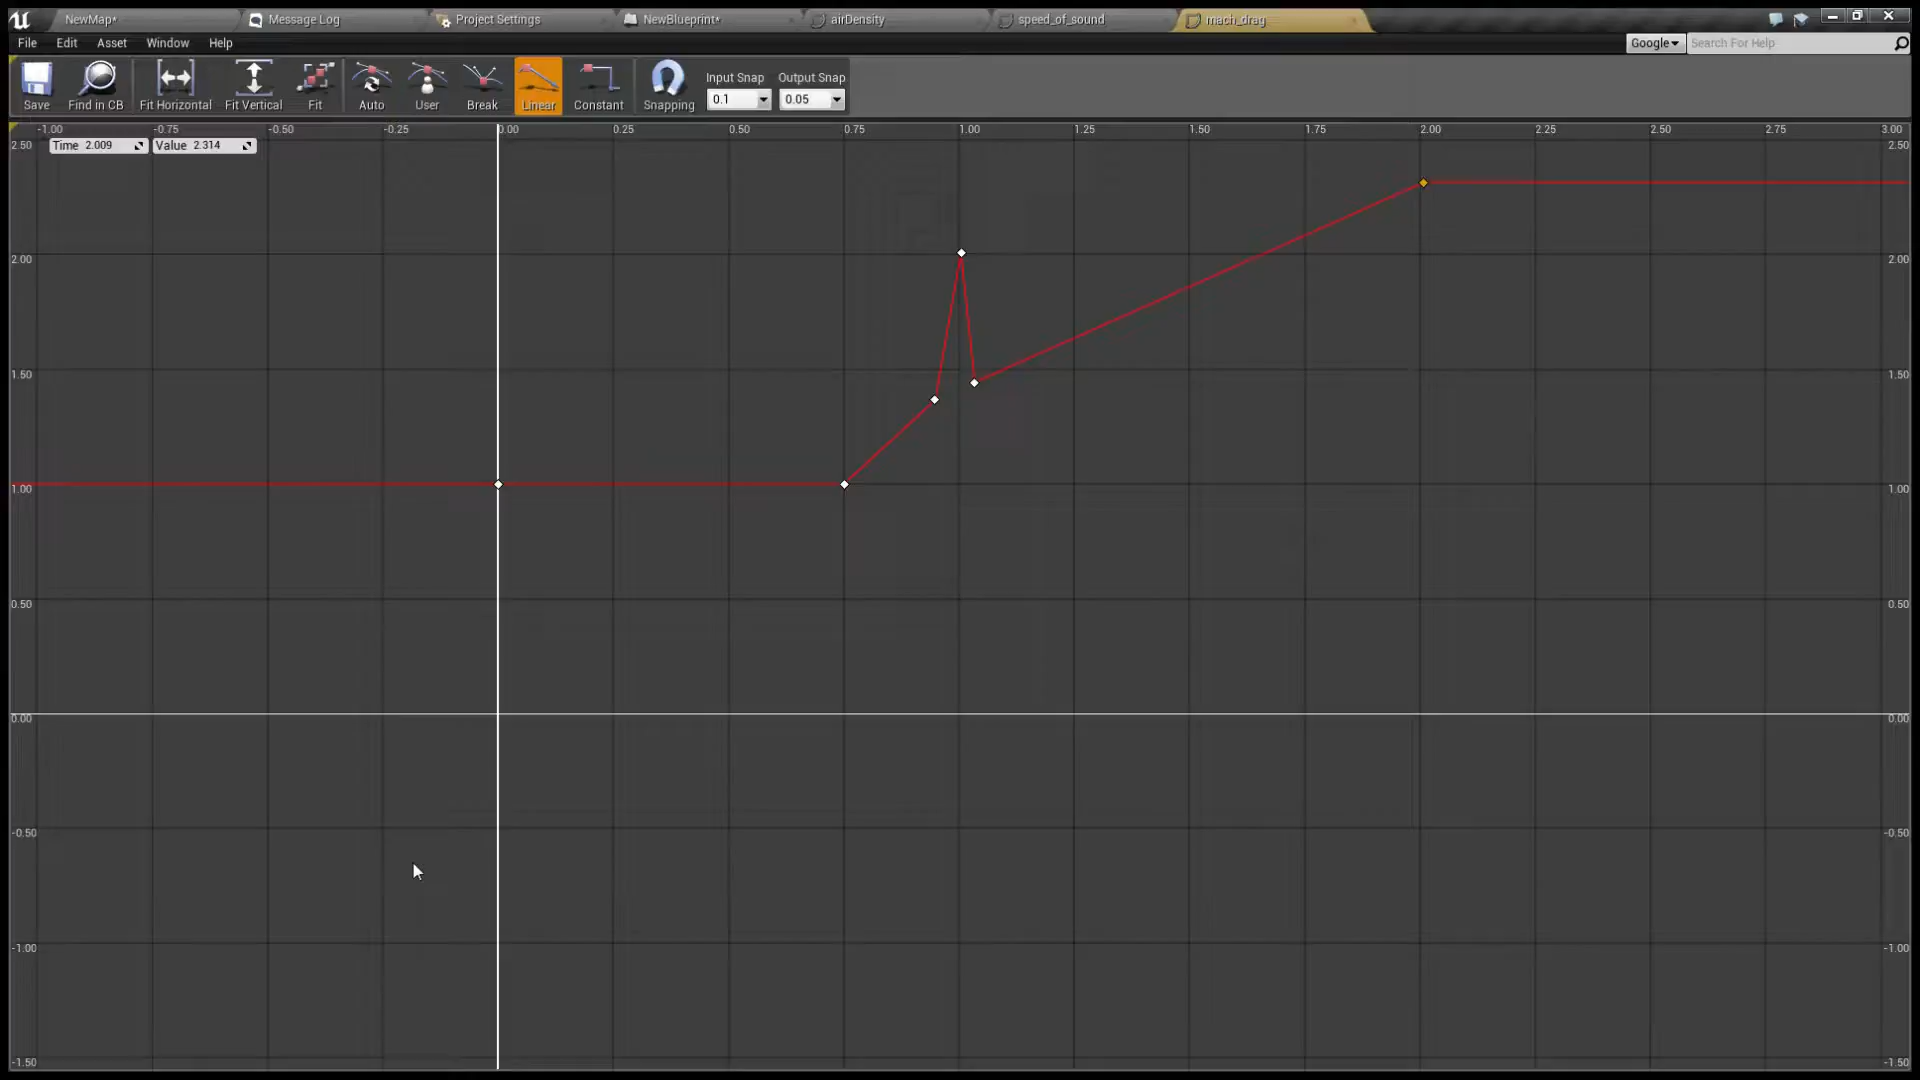 NewMap* Message Log Project Settings NewBlueprint* airDensity speed_of_sound mach_drag
File Edit Asset Window Help Google Search For Help
Save Find in CB Fit Horizontal Fit Vertical Fit Auto User Break Linear Constant Snapping Input Snap 0.1 Output Snap 0.05
-1.00 -0.75 -0.50 -0.25 0.00 0.25 0.50 0.75 1.00 1.25 1.50 1.75 2.00 2.25 2.50 2.75 3.00
2.50 Time 2.009 Value 2.314 2.50
2.00 2.00
1.50 1.50
1.00 1.00
0.50 0.50
0.00 0.00
-0.50 -0.50
-1.00 -1.00
-1.50 -1.50